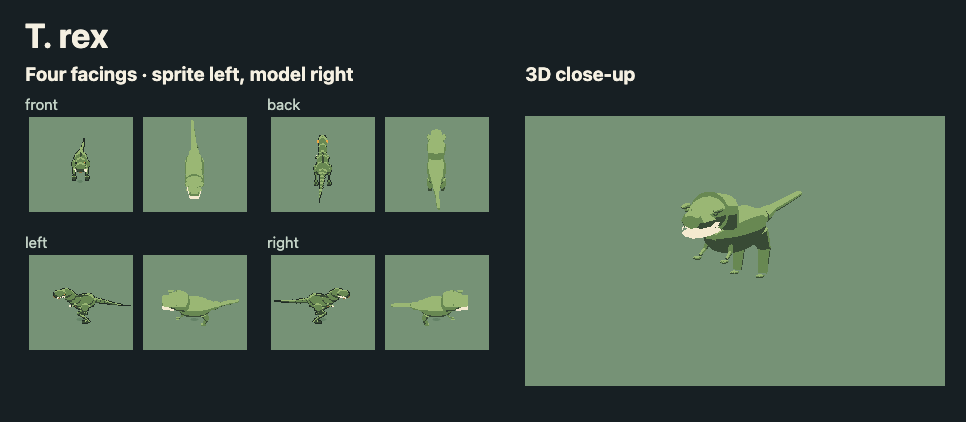 T. rex
Four facings · sprite left, model right
3D close-up
front
back
left
right